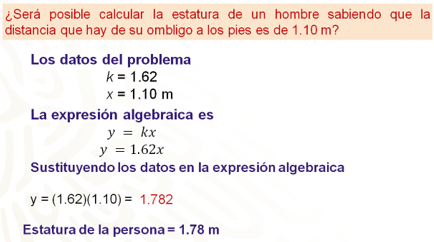 ¿Será posible calcular la estatura de un hombre sabiendo que la
distancia que hay de su ombligo a los pies es de 1.10 m?
Los datos del problema
k = 1.62
x = 1.10 m
La expresión algebraica es
y = kx
y = 1.62x
Sustituyendo los datos en la expresión algebraica
y = (1.62)(1.10) = 1.782
Estatura de la persona = 1.78 m